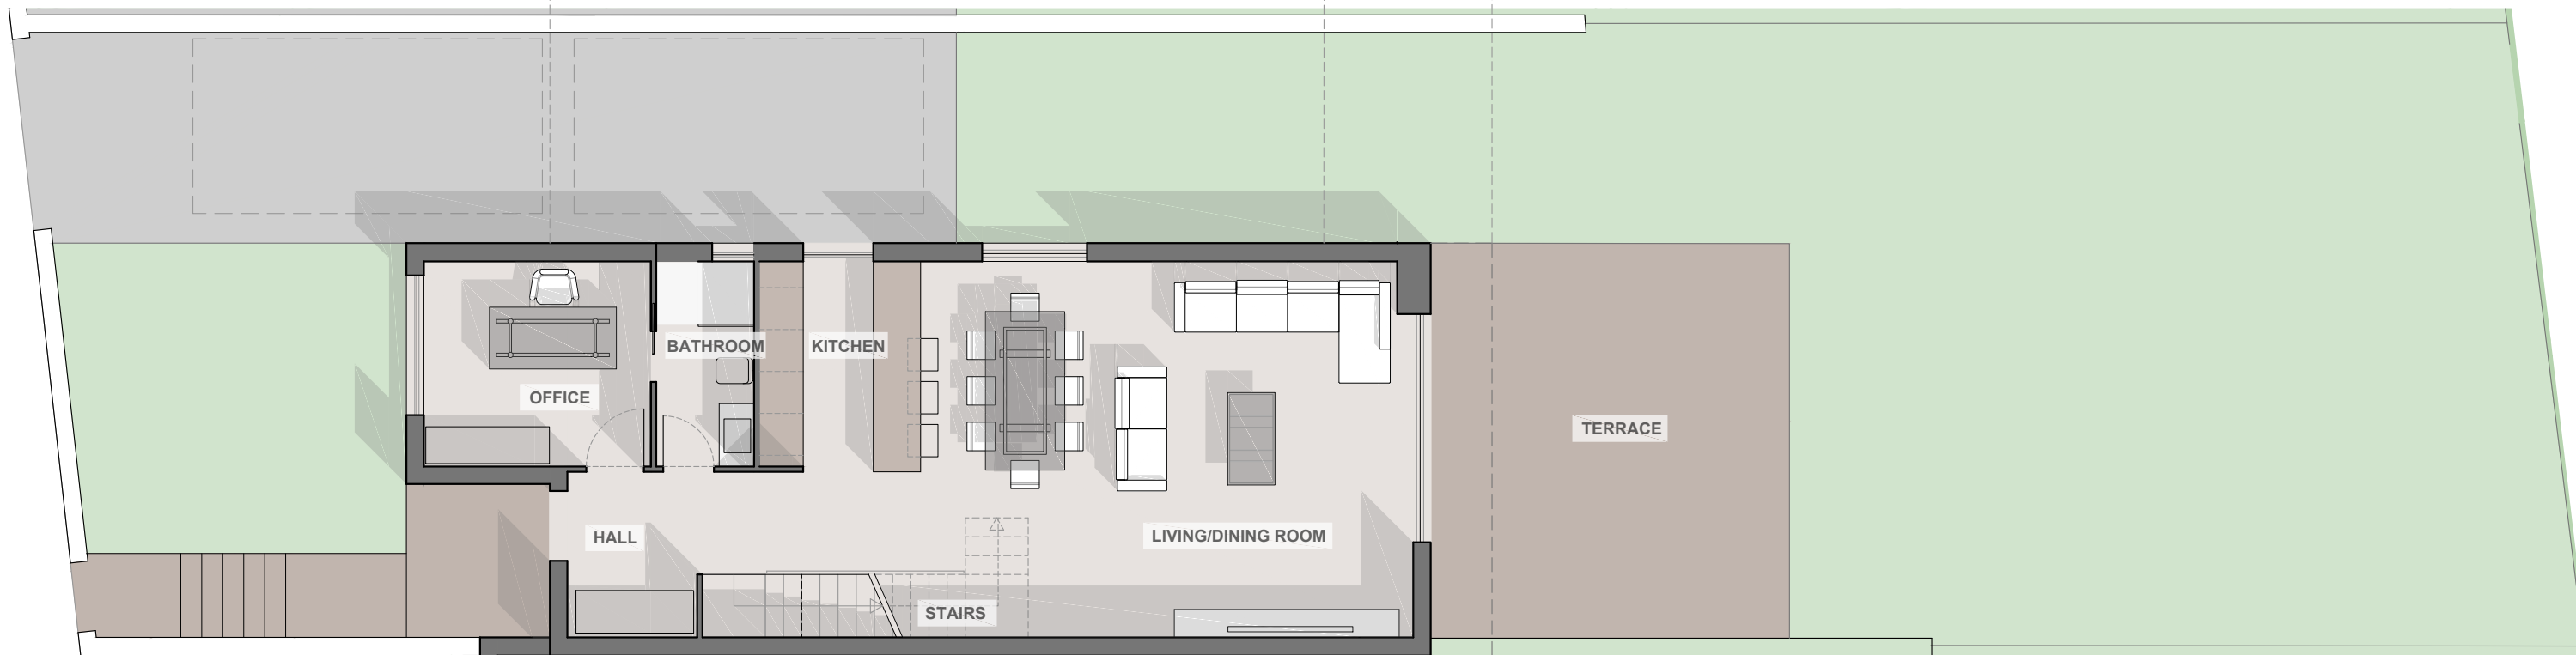 BATHROOM
KITCHEN
OFFICE
TERRACE
HALL
LIVING/DINING ROOM
STAIRS